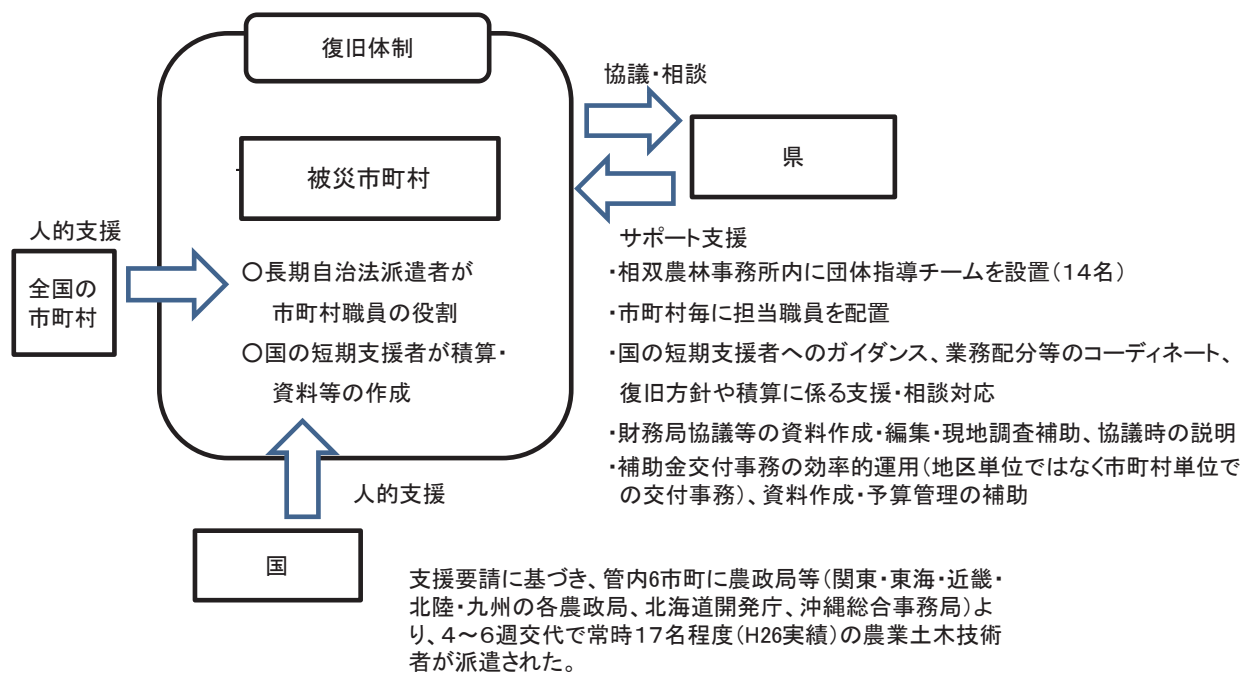 復旧体制
協議・相談
県
被災市町村
人的支援
全国の
市町村
○長期自治法派遣者が
市町村職員の役割
○国の短期支援者が積算・
資料等の作成
サポート支援
・相双農林事務所内に団体指導チームを設置(14名)
・市町村毎に担当職員を配置
・国の短期支援者へのガイダンス、業務配分等のコーディネート、
復旧方針や積算に係る支援・相談対応
・財務局協議等の資料作成・編集・現地調査補助、協議時の説明
・補助金交付事務の効率的運用(地区単位ではなく市町村単位で
の交付事務)、資料作成・予算管理の補助
人的支援
国
支援要請に基づき、管内6市町に農政局等(関東・東海・近畿・
北陸・九州の各農政局、北海道開発庁、沖縄総合事務局)よ
り、4~6週交代で常時17名程度(H26実績)の農業土木技術
者が派遣された。